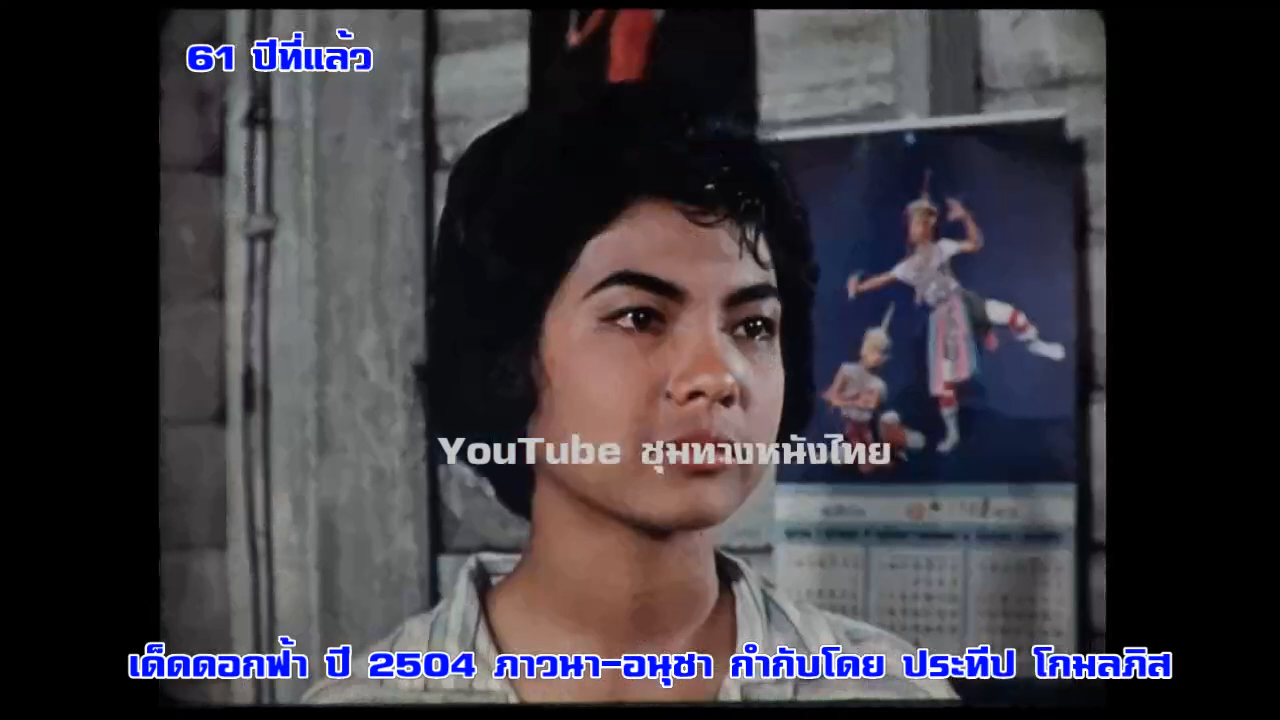 61 ปีที่แล้ว
YouTube ชุมทางหนังไทย
เด็ดดอกฟ้า ปี 2504 ภาวนา-อนุชา กำกับโดย ประทีป โกมลภิส